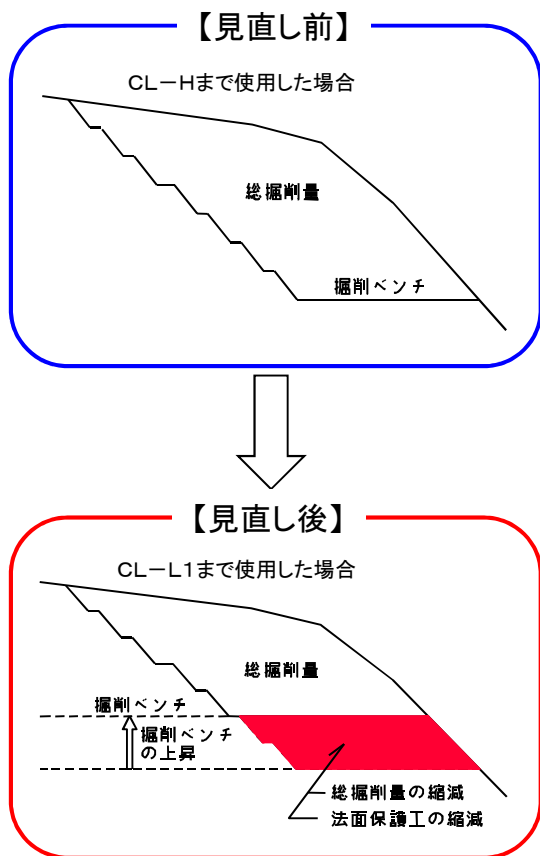 【見直し前】
CL－Hまで使用した場合
総掘削量
掘削ベンチ
【見直し後】
CL－L1まで使用した場合
総掘削量
掘削ベンチ
掘削ベンチ
の上昇
総掘削量の縮減
法面保護工の縮減